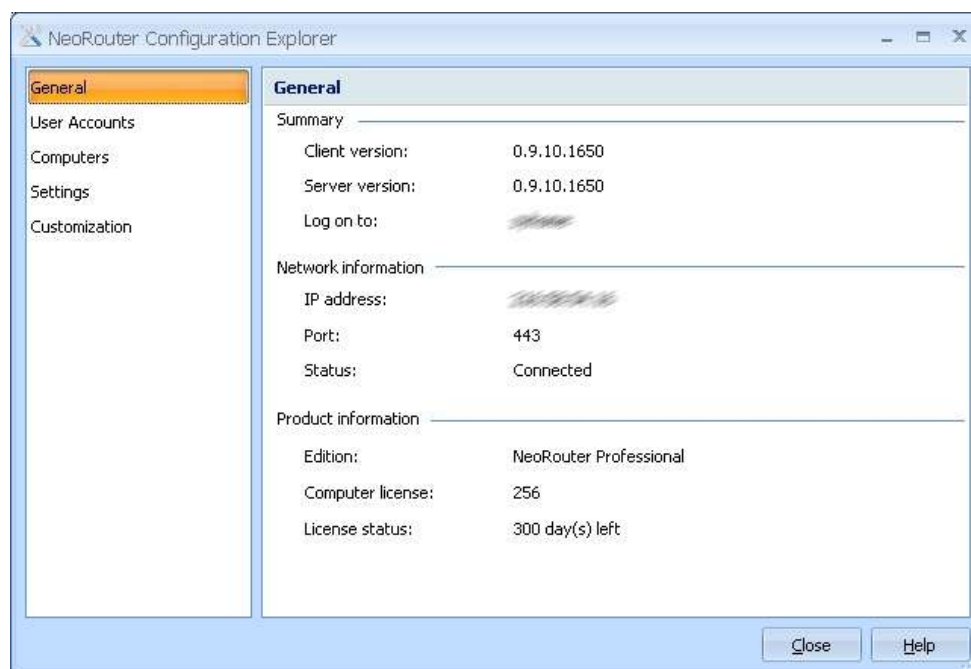 NeoRouter Configuration Explorer
General
User Accounts
Computers
Settings
Customization
General
Summary
Client version: 0.9.10.1650
Server version: 0.9.10.1650
Log on to:
Network information
IP address:
Port: 443
Status: Connected
Product information
Edition: NeoRouter Professional
Computer license: 256
License status: 300 day(s) left
Close Help